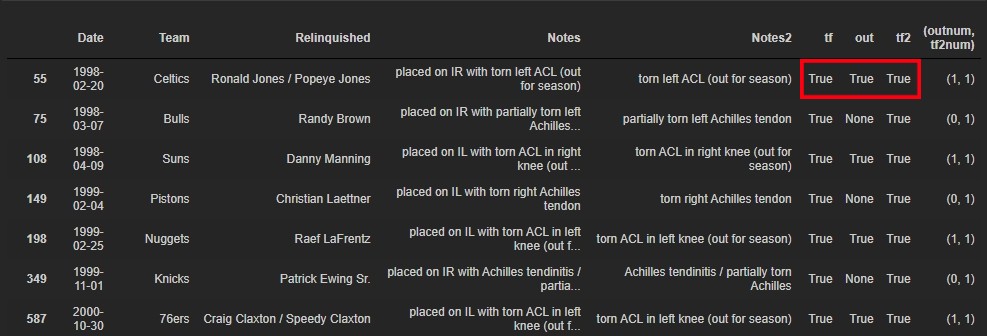 Date Team Relinquished Notes Notes2 tf out tf2 (outnum, tf2num)
55 1998-02-20 Celtics Ronald Jones / Popeye Jones placed on IR with torn left ACL (out for season) torn left ACL (out for season) True True True (1, 1)
75 1998-03-07 Bulls Randy Brown placed on IR with partially torn left Achilles... partially torn left Achilles tendon True None True (0, 1)
108 1998-04-09 Suns Danny Manning placed on IL with torn ACL in right knee (out ... torn ACL in right knee (out for season) True True True (1, 1)
149 1999-02-04 Pistons Christian Laettner placed on IL with torn right Achilles tendon torn right Achilles tendon True None True (0, 1)
198 1999-02-25 Nuggets Raef LaFrentz placed on IL with torn ACL in left knee (out f... torn ACL in left knee (out for season) True True True (1, 1)
349 1999-11-01 Knicks Patrick Ewing Sr. placed on IR with Achilles tendinitis / partia... Achilles tendinitis / partially torn Achilles True None True (0, 1)
587 2000-10-30 76ers Craig Claxton / Speedy Claxton placed on IL with torn ACL in left knee (out f... torn ACL in left knee (out for season) True True True (1, 1)